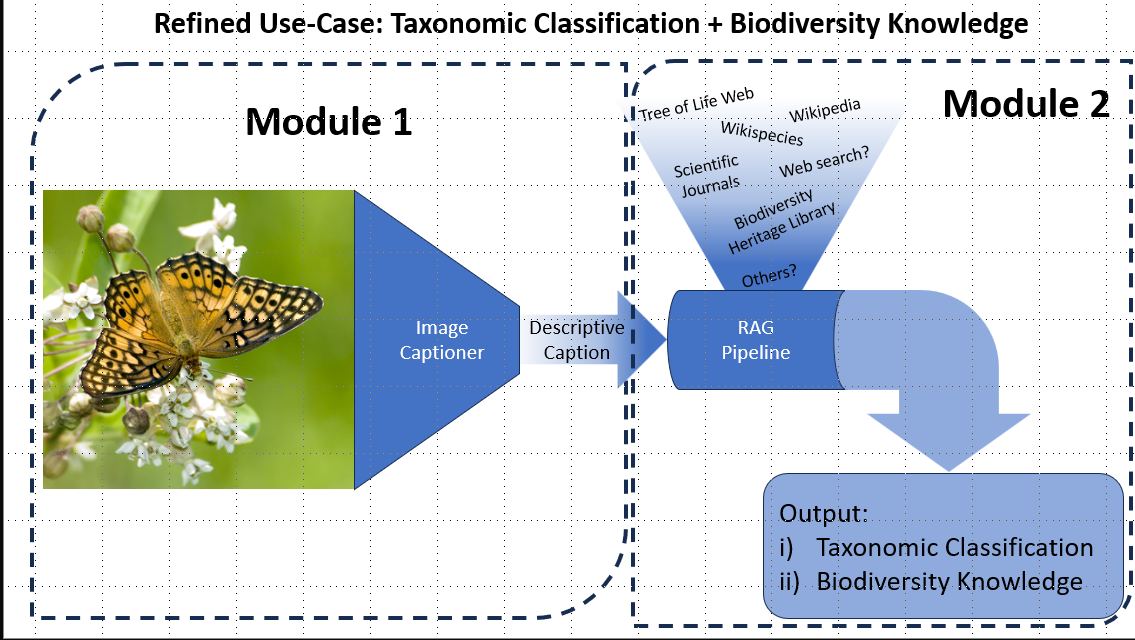 Refined Use-Case: Taxonomic Classification + Biodiversity Knowledge
Module 1
Image
Captioner
Descriptive
Caption
Module 2
Tree of Life Web
Wikipedia
Wikispecies
Scientific
Journals
Web search?
Biodiversity
Heritage Library
Others?
RAG
Pipeline
Output:
i) Taxonomic Classification
ii) Biodiversity Knowledge